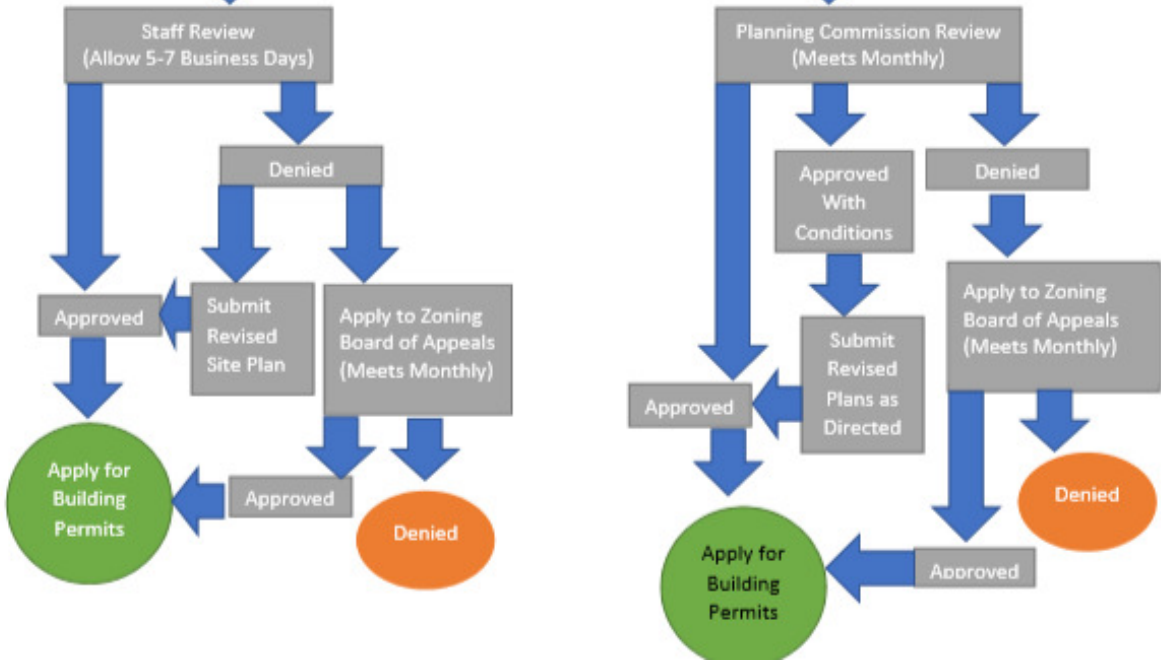 Staff Review
(Allow 5-7 Business Days)
Denied
Approved
Submit
Revised
Site Plan
Apply to Zoning
Board of Appeals
(Meets Monthly)
Apply for
Building
Permits
Approved
Denied
Planning Commission Review
(Meets Monthly)
Approved
With
Conditions
Denied
Apply to Zoning
Board of Appeals
(Meets Monthly)
Submit
Revised
Plans as
Directed
Approved
Denied
Apply for
Building
Permits
Approved